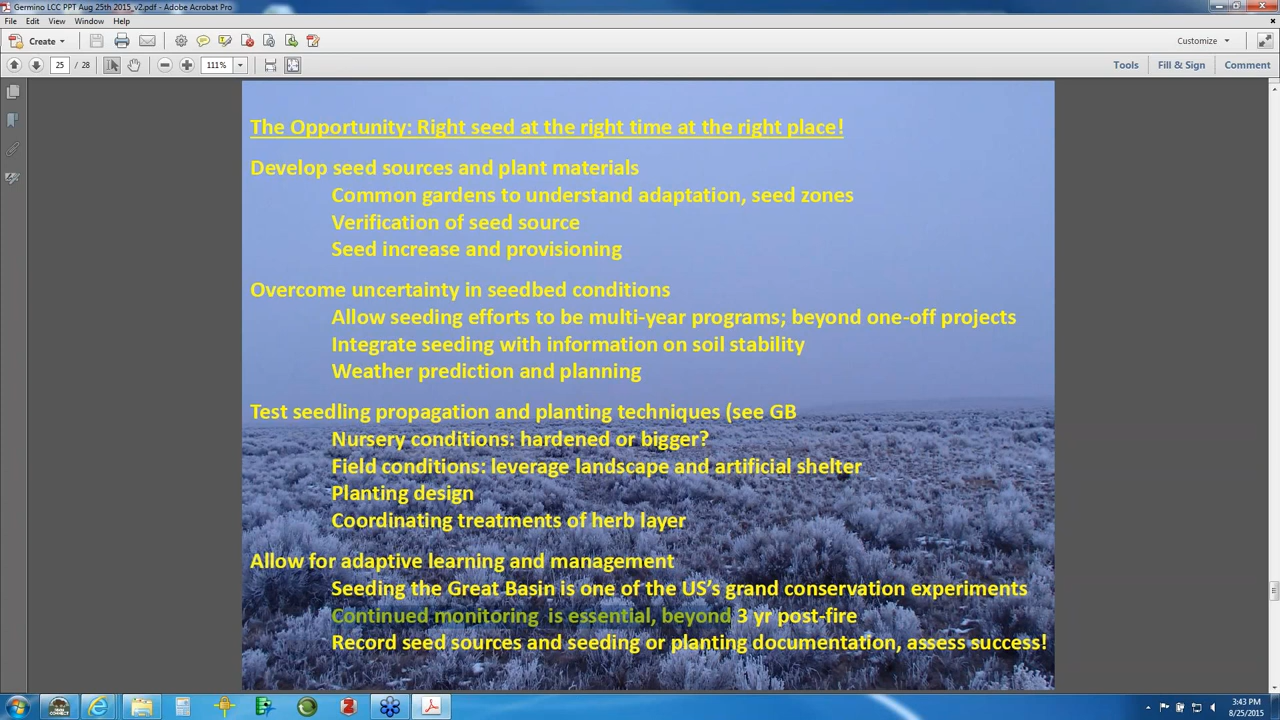 Germino LCC PPT Aug 25th 2015_v2.pdf - Adobe Acrobat Pro
File Edit View Window Help
Create Customize
25 / 28 111% Tools Fill & Sign Comment
The Opportunity: Right seed at the right time at the right place!
Develop seed sources and plant materials
Common gardens to understand adaptation, seed zones
Verification of seed source
Seed increase and provisioning
Overcome uncertainty in seedbed conditions
Allow seeding efforts to be multi-year programs; beyond one-off projects
Integrate seeding with information on soil stability
Weather prediction and planning
Test seedling propagation and planting techniques (see GB
Nursery conditions: hardened or bigger?
Field conditions: leverage landscape and artificial shelter
Planting design
Coordinating treatments of herb layer
Allow for adaptive learning and management
Seeding the Great Basin is one of the US’s grand conservation experiments
Continued monitoring  is essential, beyond 3 yr post-fire
Record seed sources and seeding or planting documentation, assess success!
3:43 PM
8/25/2015